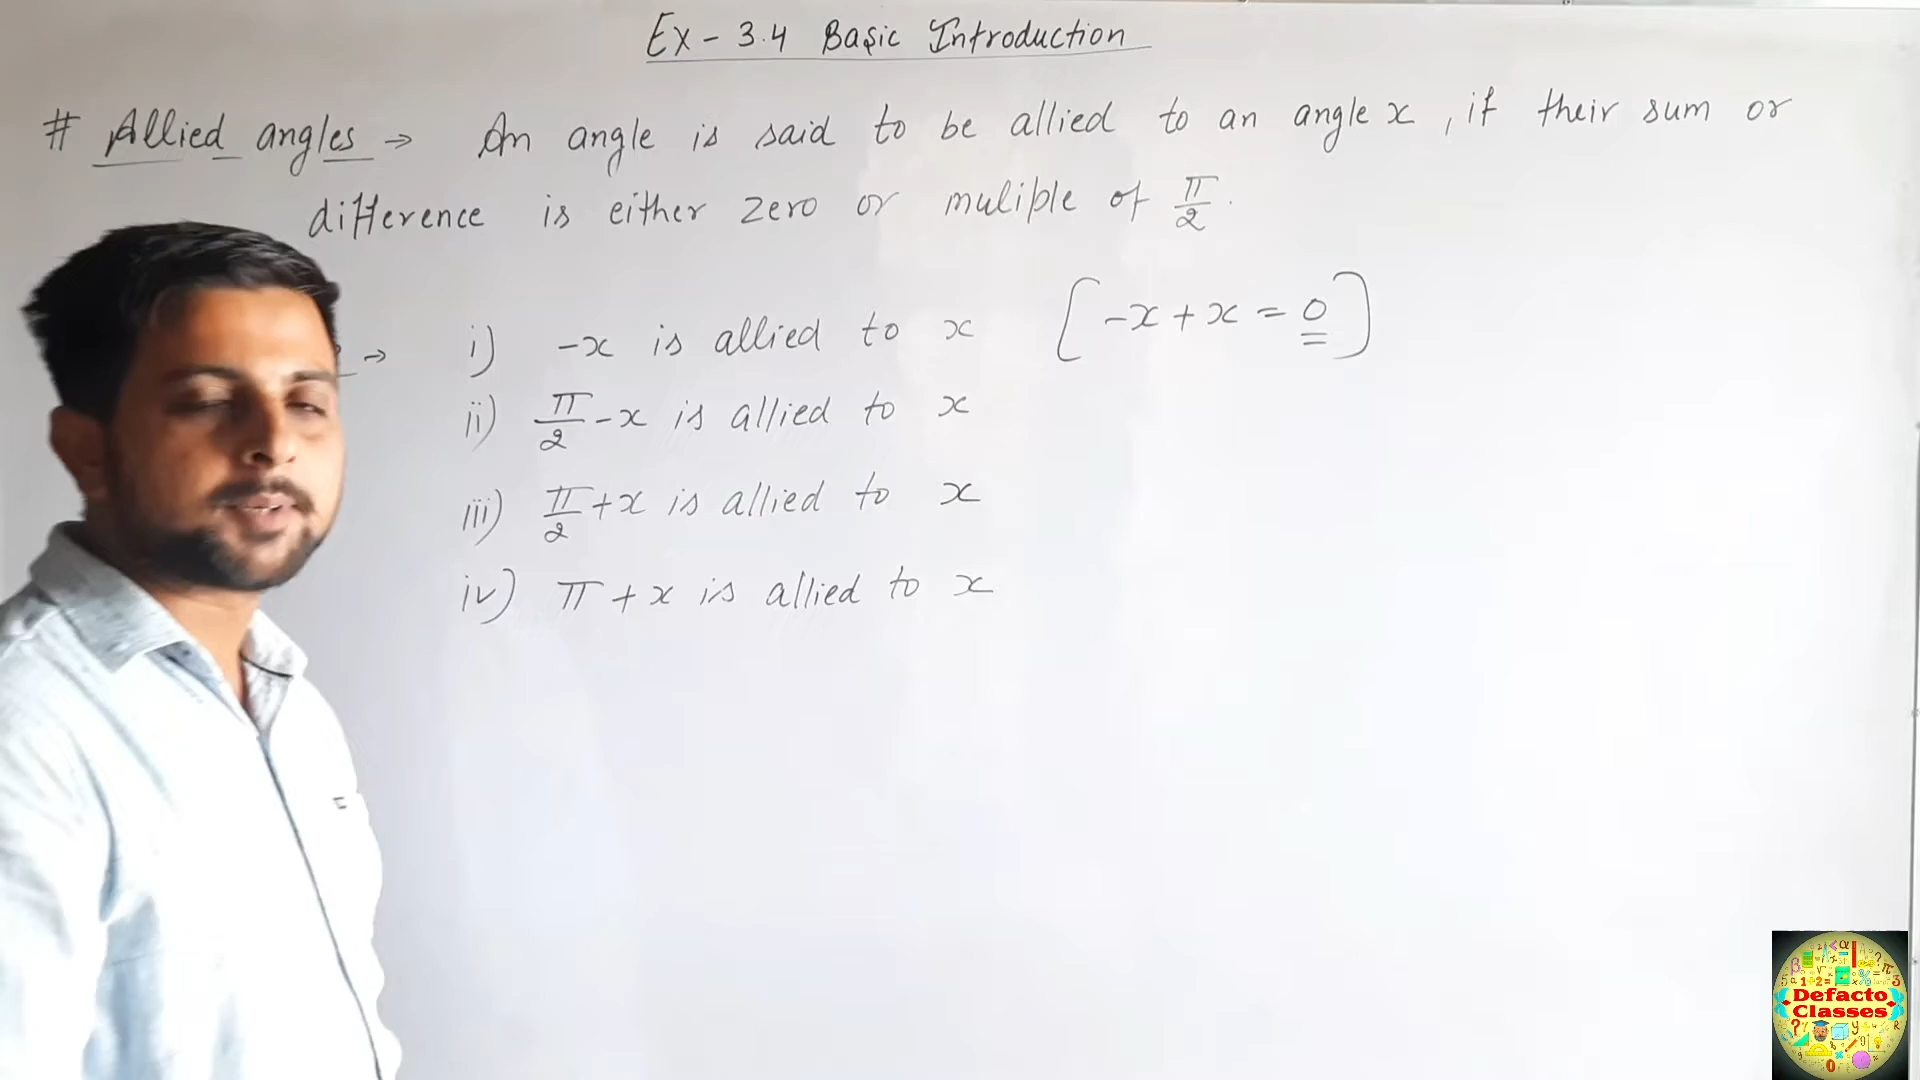 Ex - 3.4 Basic Introduction
# Allied angles → An angle is said to be allied to an angle x, if their sum or
difference is either zero or muliple of π/2.
→ i) -x is allied to x [-x + x = 0]
ii) π/2 - x is allied to x
iii) π/2 + x is allied to x
iv) π + x is allied to x
Defacto
Classes